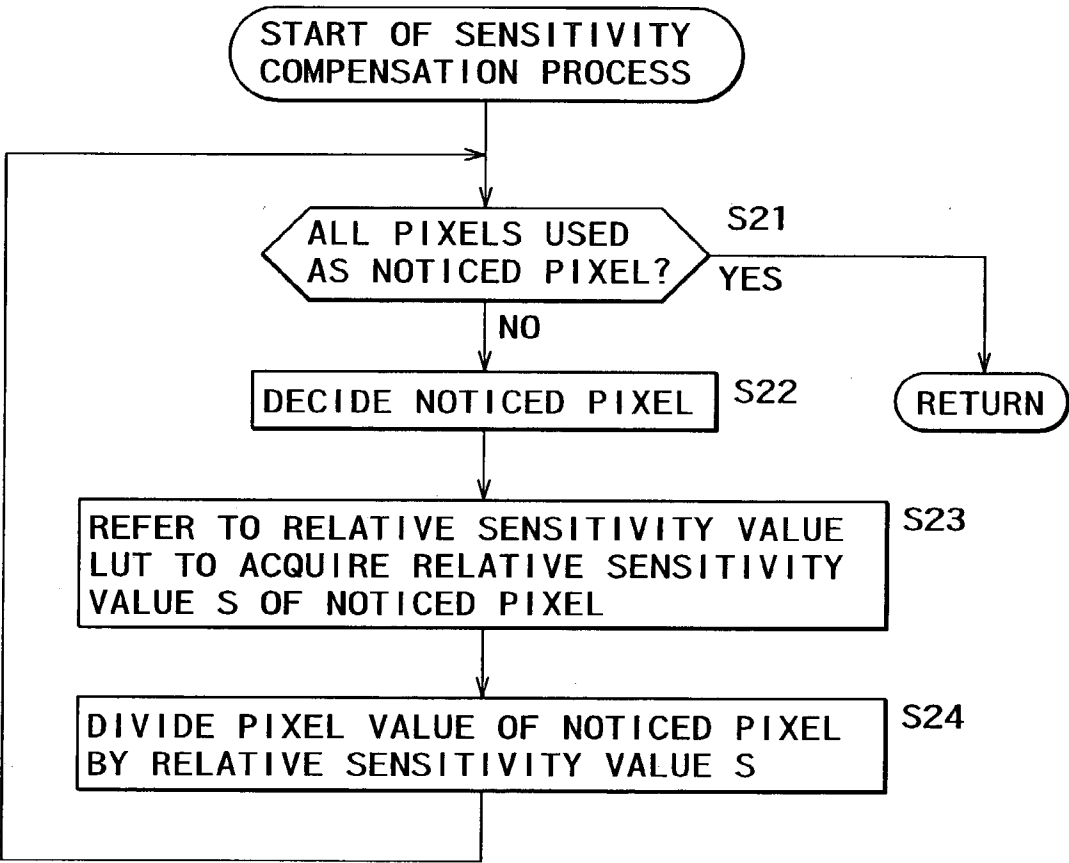 START OF SENSITIVITY
COMPENSATION PROCESS
ALL PIXELS USED
AS NOTICED PIXEL?
S21
YES
NO
DECIDE NOTICED PIXEL
S22
RETURN
REFER TO RELATIVE SENSITIVITY VALUE
LUT TO ACQUIRE RELATIVE SENSITIVITY
VALUE S OF NOTICED PIXEL
S23
DIVIDE PIXEL VALUE OF NOTICED PIXEL
BY RELATIVE SENSITIVITY VALUE S
S24